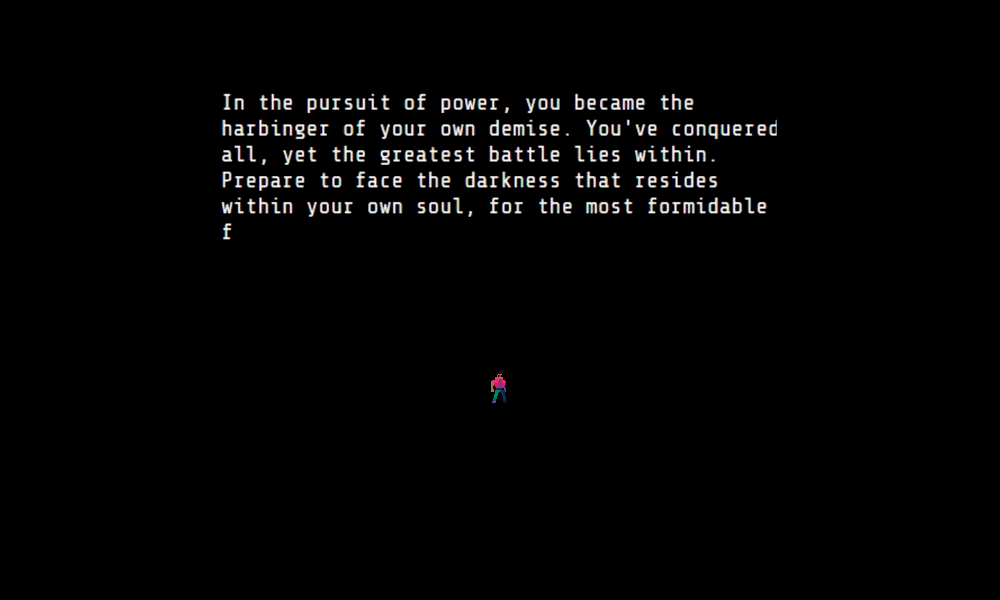 In the pursuit of power, you became the
harbinger of your own demise. You've conquered
all, yet the greatest battle lies within.
Prepare to face the darkness that resides
within your own soul, for the most formidable
f